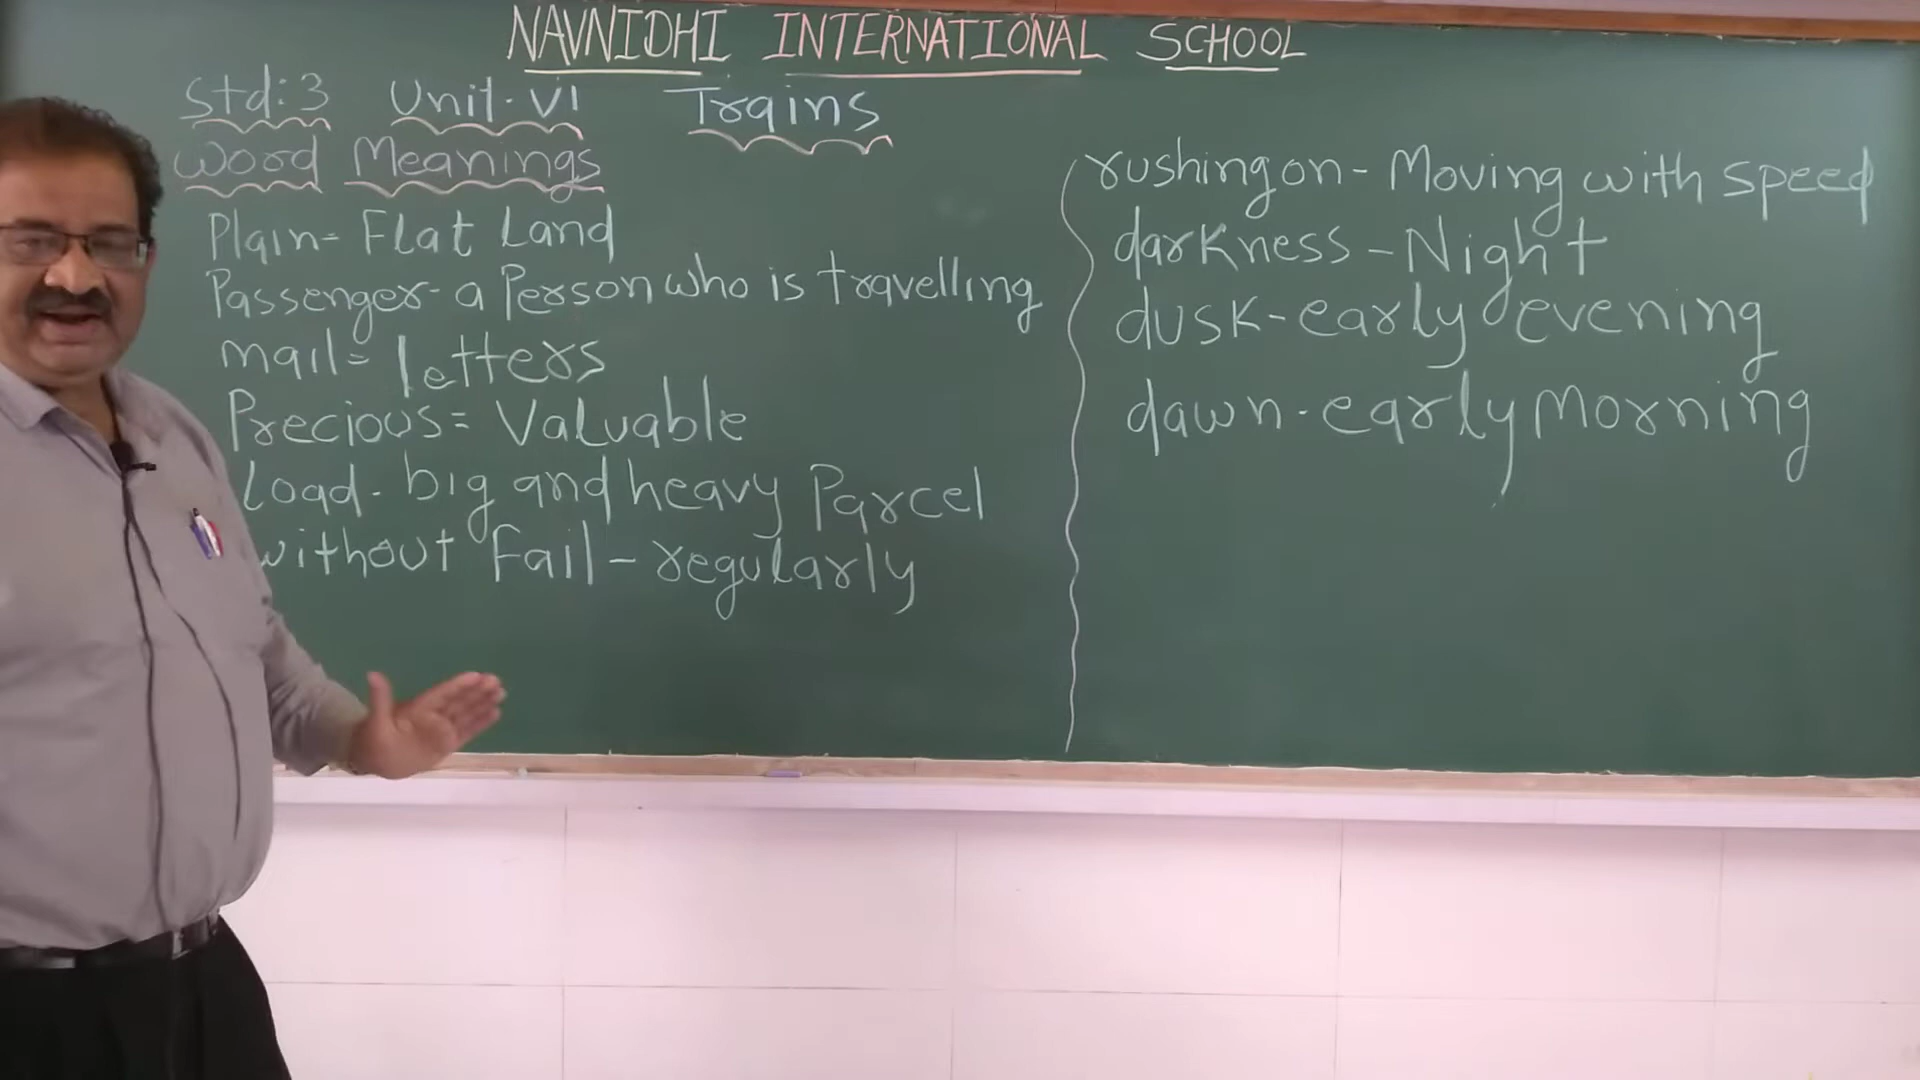 NAVNIDHI INTERNATIONAL SCHOOL
Std: 3 Unit-VI Trains
Word Meanings
Plain= Flat Land
Passenger- a Person who is travelling
mail= letters
Precious= Valuable
Load- big and heavy Parcel
without Fail- regularly
rushing on- Moving with speed
darkness- Night
dusk- early evening
dawn- early Morning